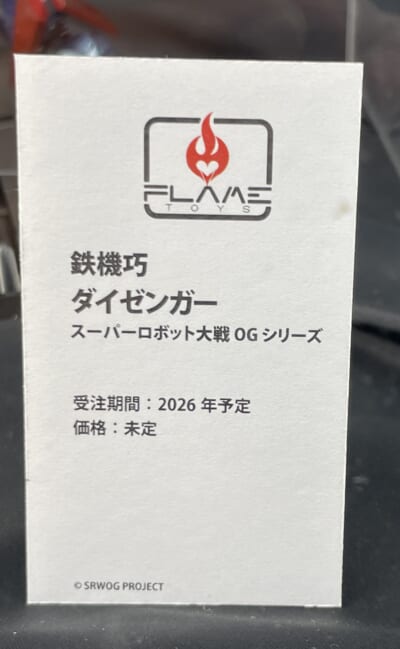 FLAME
TOYS
鉄機巧
ダイゼンガー
スーパーロボット大戦 OG シリーズ
受注期間：2026 年予定
価格：未定
© SRWOG PROJECT